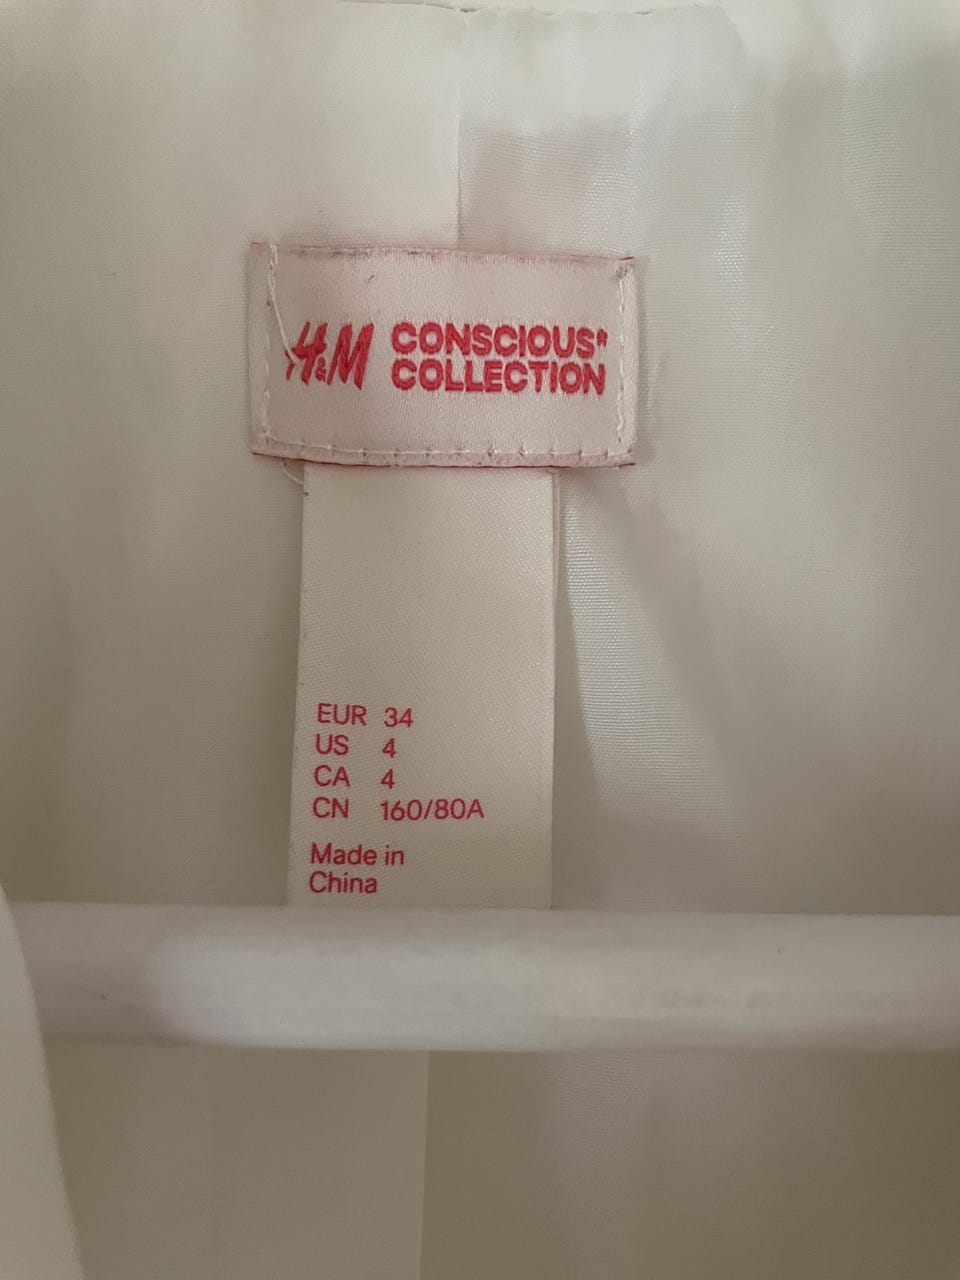 H&M CONSCIOUS*
COLLECTION
EUR 34
US 4
CA 4
CN 160/80A
Made in
China